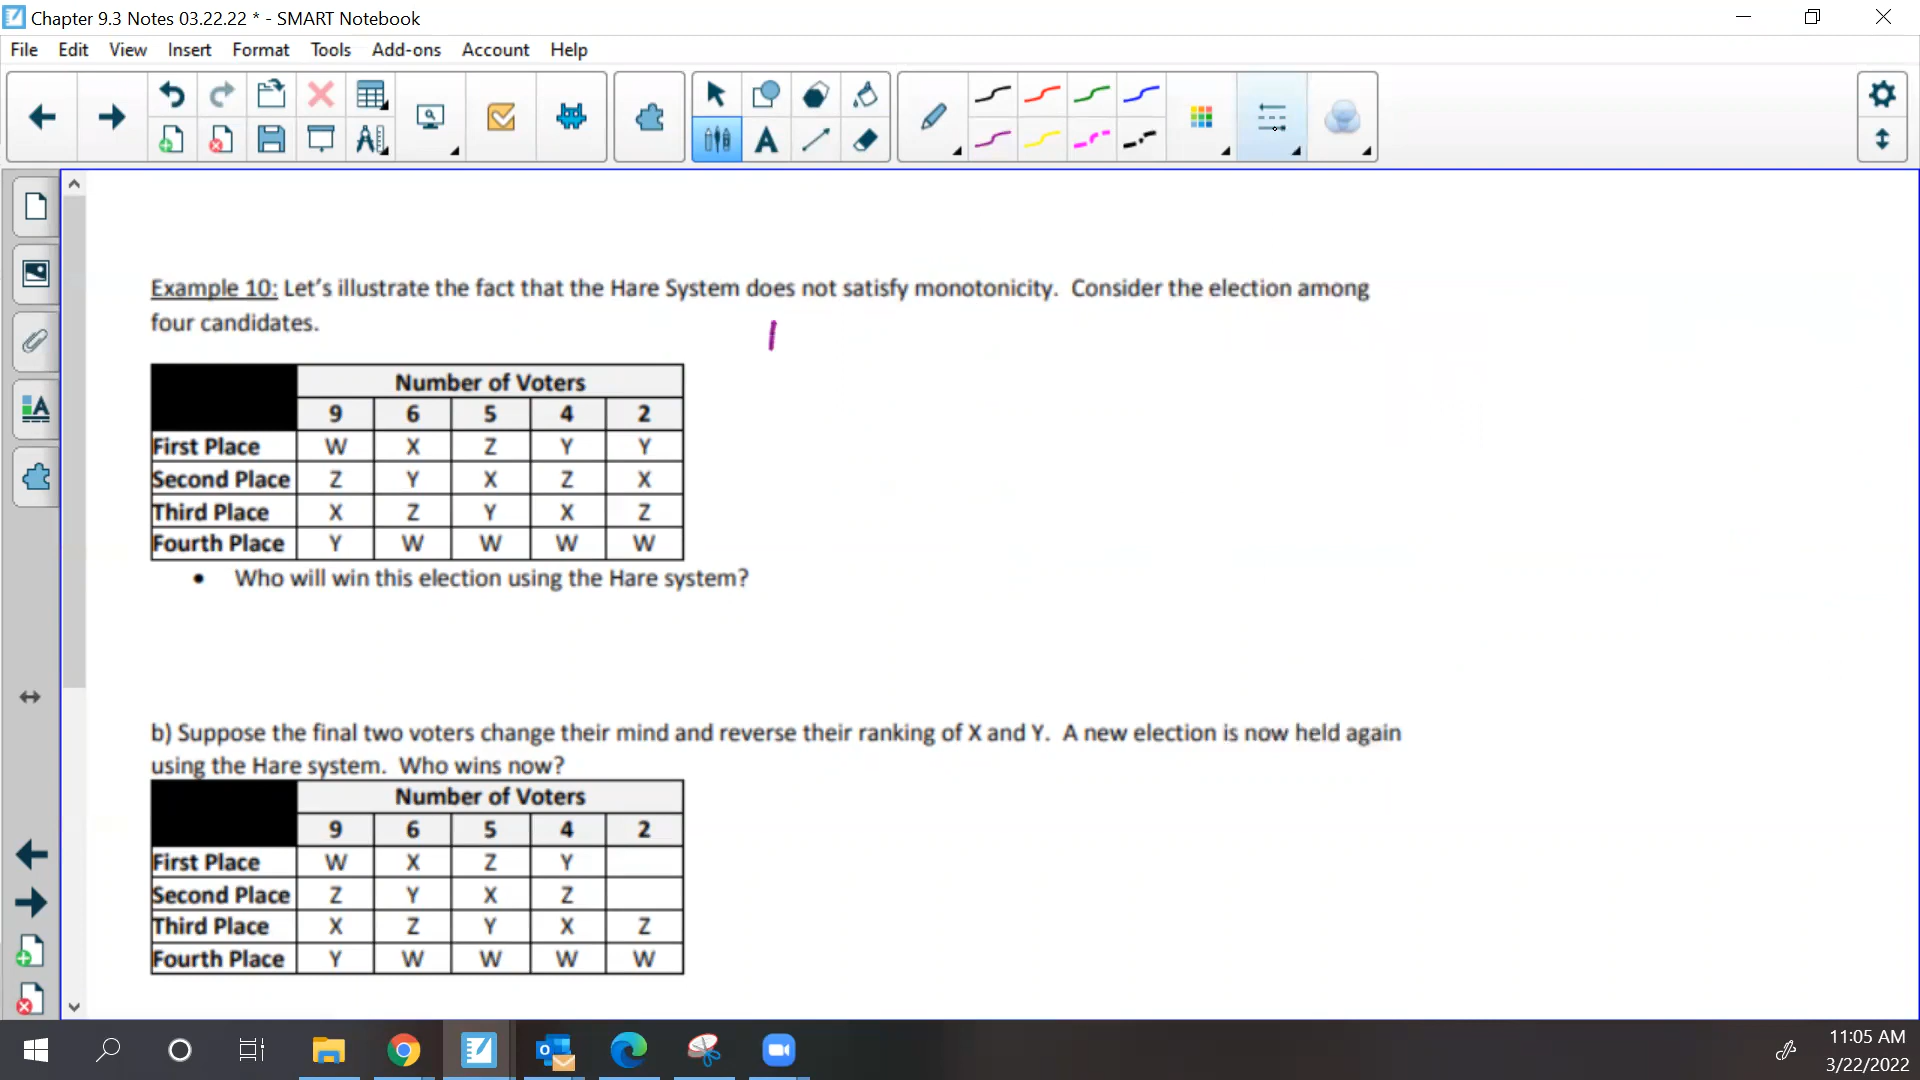 Chapter 9.3 Notes 03.22.22 * - SMART Notebook
File Edit View Insert Format Tools Add-ons Account Help
Example 10: Let's illustrate the fact that the Hare System does not satisfy monotonicity. Consider the election among
four candidates.
Number of Voters
9 6 5 4 2
First Place W X Z Y Y
Second Place Z Y X Z X
Third Place X Z Y X Z
Fourth Place Y W W W W
• Who will win this election using the Hare system?
b) Suppose the final two voters change their mind and reverse their ranking of X and Y. A new election is now held again
using the Hare system. Who wins now?
Number of Voters
9 6 5 4 2
First Place W X Z Y
Second Place Z Y X Z
Third Place X Z Y X Z
Fourth Place Y W W W W
11:05 AM
3/22/2022